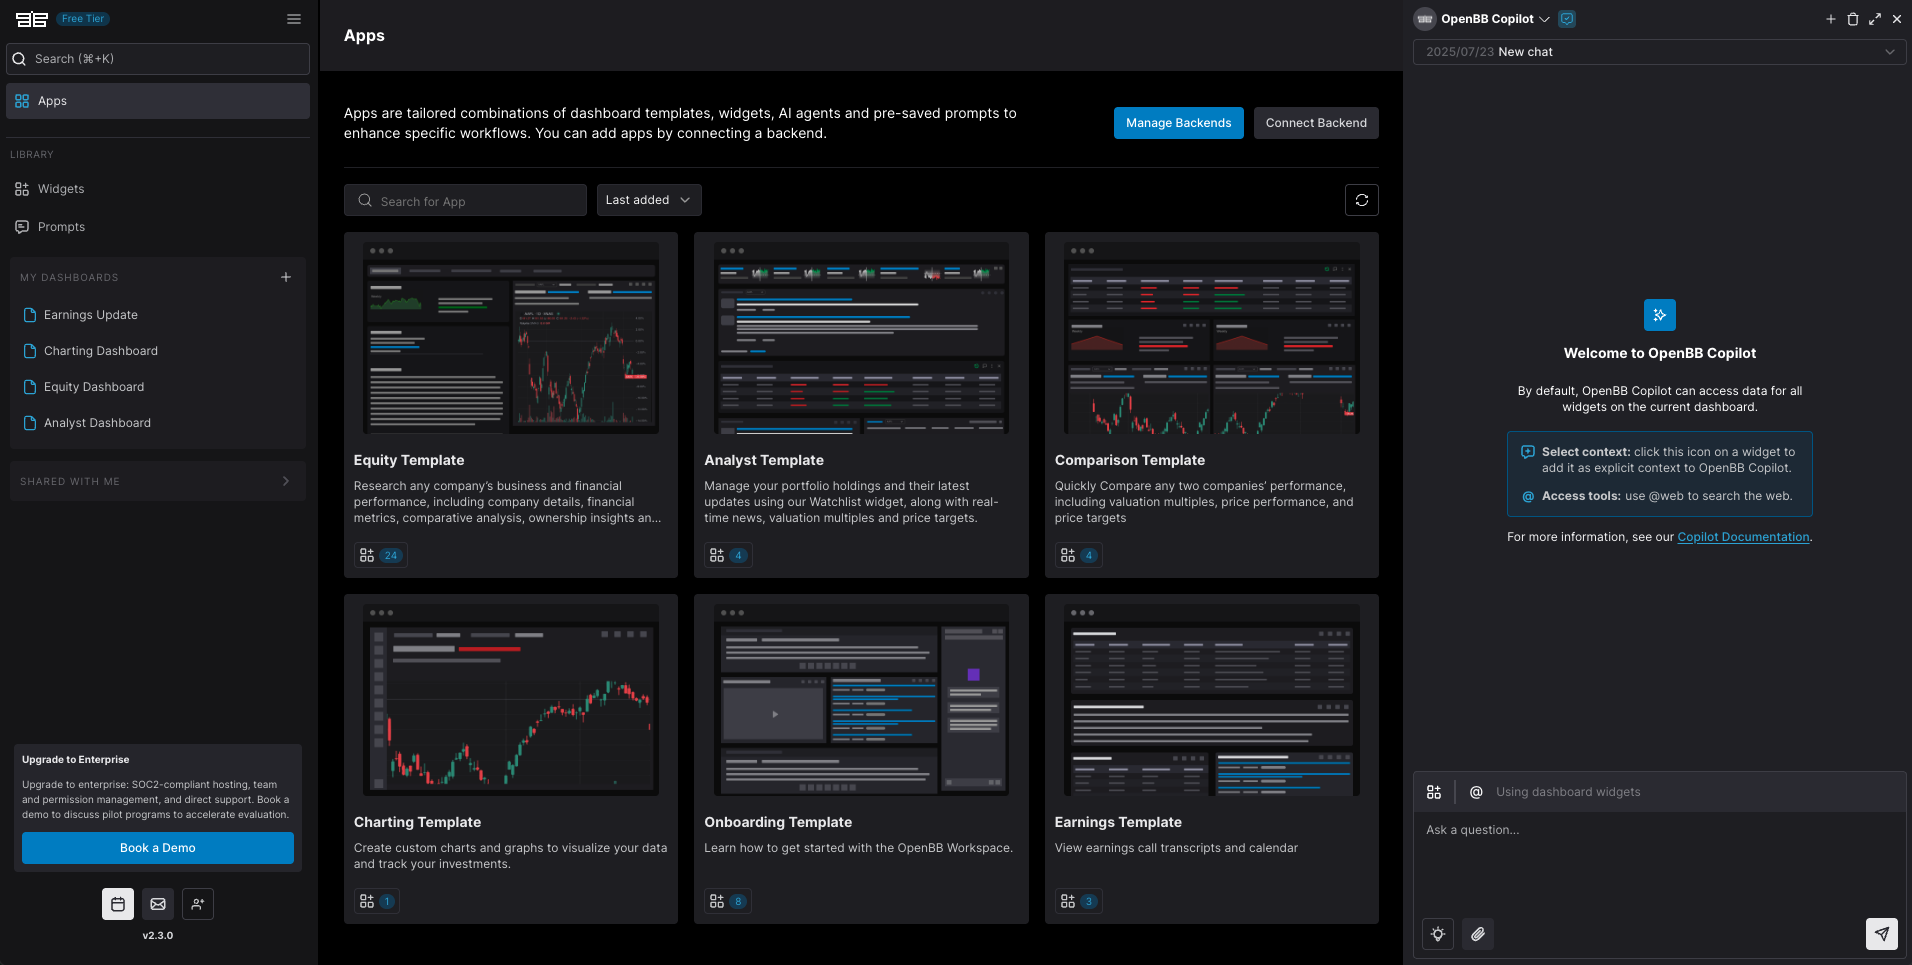 Free Tier
Search (⌘+K)
Apps
LIBRARY
Widgets
Prompts
MY DASHBOARDS
Earnings Update
Charting Dashboard
Equity Dashboard
Analyst Dashboard
SHARED WITH ME
Upgrade to Enterprise
Upgrade to enterprise: SOC2-compliant hosting, team
and permission management, and direct support. Book a
demo to discuss pilot programs to accelerate evaluation.
Book a Demo
v2.3.0
Apps
Apps are tailored combinations of dashboard templates, widgets, AI agents and pre-saved prompts to
enhance specific workflows. You can add apps by connecting a backend.
Manage Backends
Connect Backend
Search for App
Last added
Equity Template
Research any company’s business and financial
performance, including company details, financial
metrics, comparative analysis, ownership insights an...
24
Analyst Template
Manage your portfolio holdings and their latest
updates using our Watchlist widget, along with real-
time news, valuation multiples and price targets.
4
Comparison Template
Quickly Compare any two companies’ performance,
including valuation multiples, price performance, and
price targets
4
Charting Template
Create custom charts and graphs to visualize your data
and track your investments.
1
Onboarding Template
Learn how to get started with the OpenBB Workspace.
8
Earnings Template
View earnings call transcripts and calendar
3
OpenBB Copilot
2025/07/23 New chat
Welcome to OpenBB Copilot
By default, OpenBB Copilot can access data for all
widgets on the current dashboard.
Select context: click this icon on a widget to
add it as explicit context to OpenBB Copilot.
@ Access tools: use @web to search the web.
For more information, see our Copilot Documentation.
@ Using dashboard widgets
Ask a question...